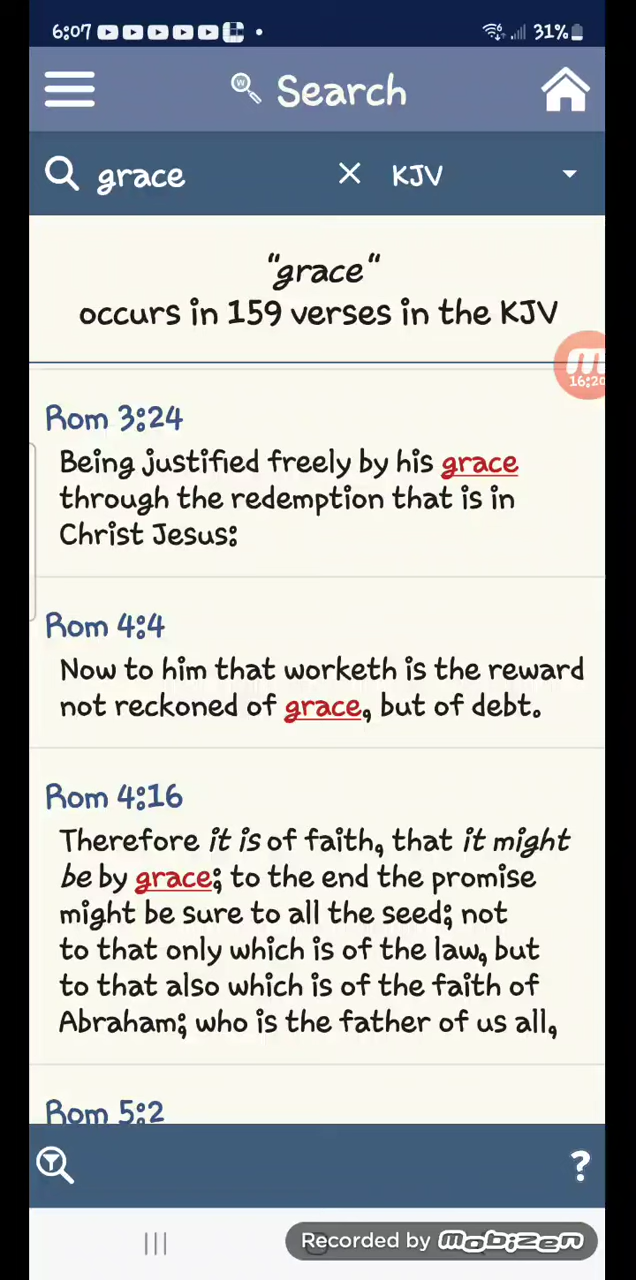 6:07
31%
Search
grace
KJV
"grace"
occurs in 159 verses in the KJV
16:20
Rom 3:24
Being justified freely by his grace
through the redemption that is in
Christ Jesus:
Rom 4:4
Now to him that worketh is the reward
not reckoned of grace, but of debt.
Rom 4:16
Therefore it is of faith, that it might
be by grace; to the end the promise
might be sure to all the seed; not
to that only which is of the law, but
to that also which is of the faith of
Abraham; who is the father of us all,
Rom 5:2
?
Recorded by mobizen